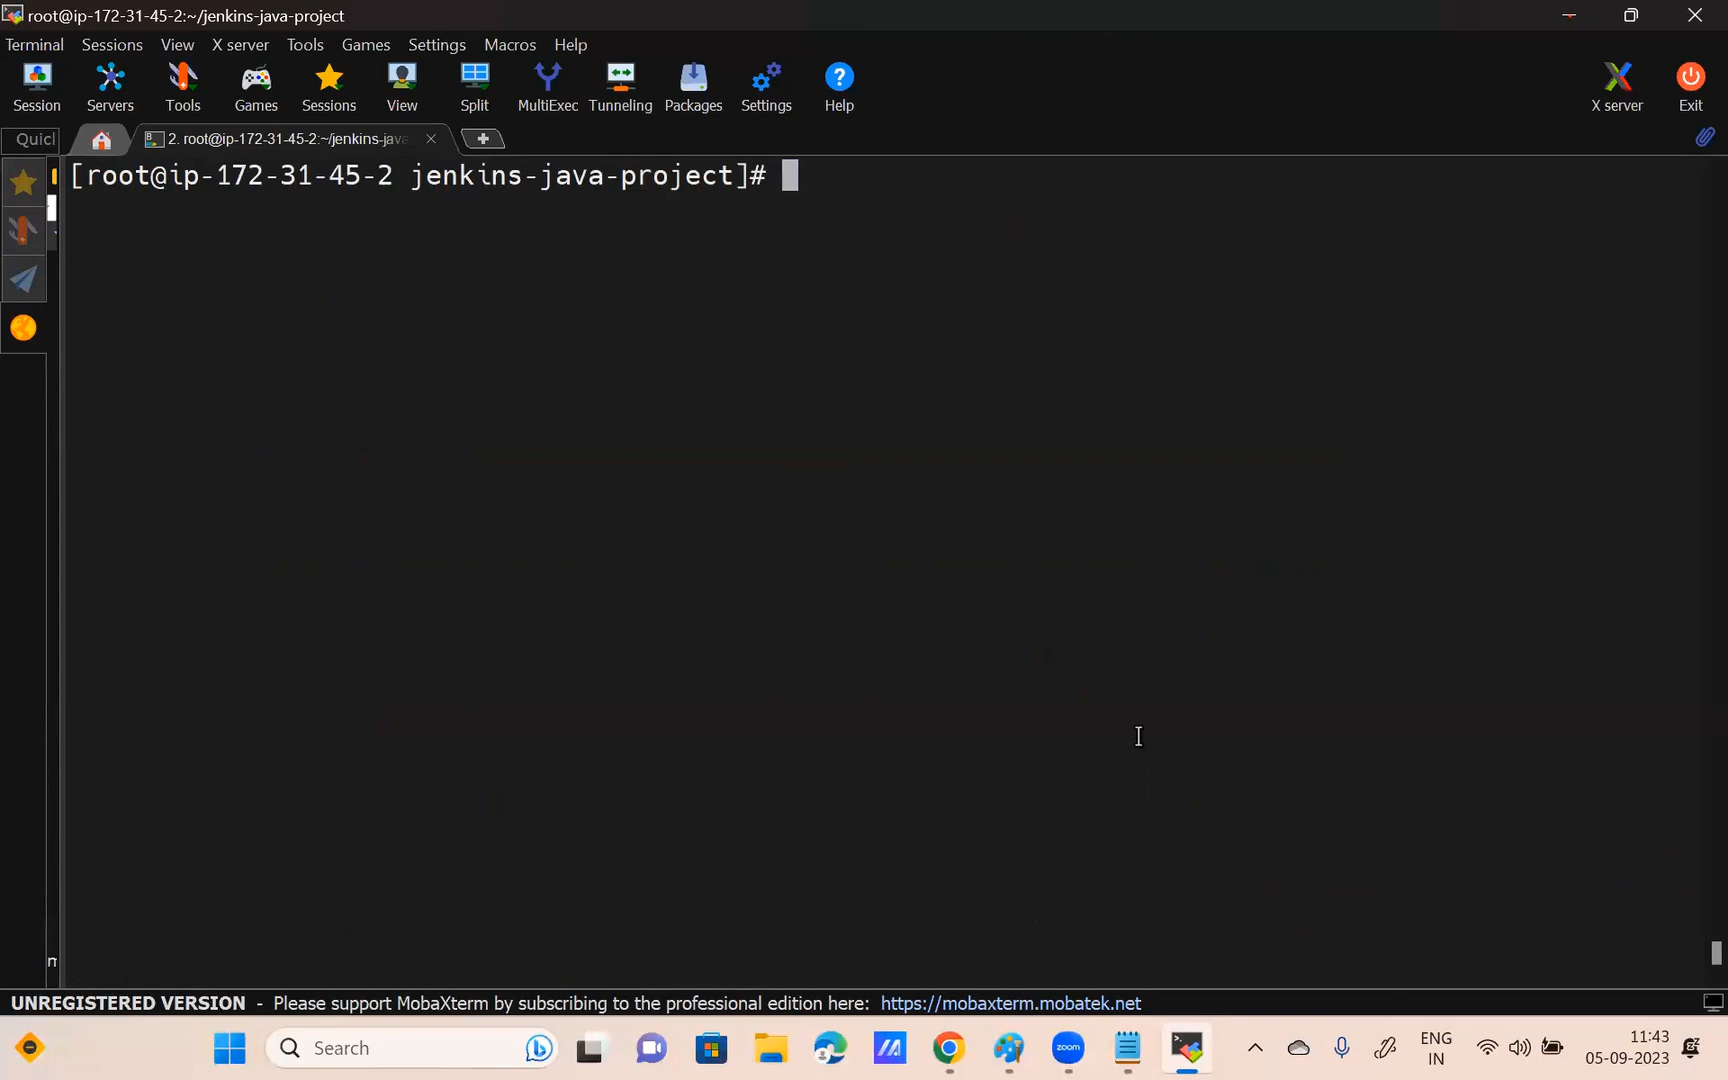 root@ip-172-31-45-2:~/jenkins-java-project
Terminal Sessions View X server Tools Games Settings Macros Help
Session Servers Tools Games Sessions View Split MultiExec Tunneling Packages Settings Help X server Exit
Quicl 2. root@ip-172-31-45-2:~/jenkins-java
[root@ip-172-31-45-2 jenkins-java-project]#
UNREGISTERED VERSION - Please support MobaXterm by subscribing to the professional edition here: https://mobaxterm.mobatek.net
Search zoom ENG 11:43
IN 05-09-2023